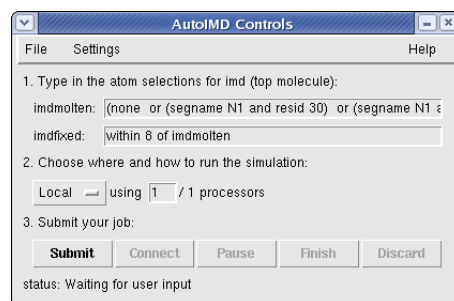 AutoIMD Controls
File Settings Help
1. Type in the atom selections for imd (top molecule):
imdmolten: (none or (segname N1 and resid 30) or (segname N1 a
imdfixed: within 8 of imdmolten
2. Choose where and how to run the simulation:
Local using 1 / 1 processors
3. Submit your job:
Submit Connect Pause Finish Discard
status: Waiting for user input